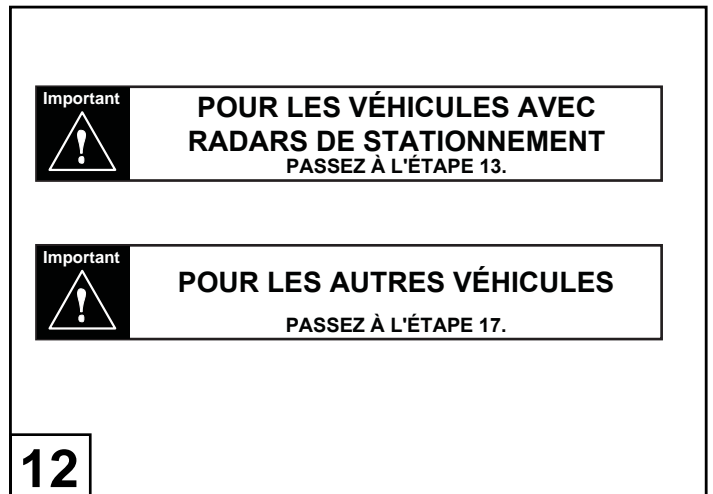 Important
POUR LES VÉHICULES AVEC
RADARS DE STATIONNEMENT
PASSEZ À L'ÉTAPE 13.
Important
POUR LES AUTRES VÉHICULES
PASSEZ À L'ÉTAPE 17.
12